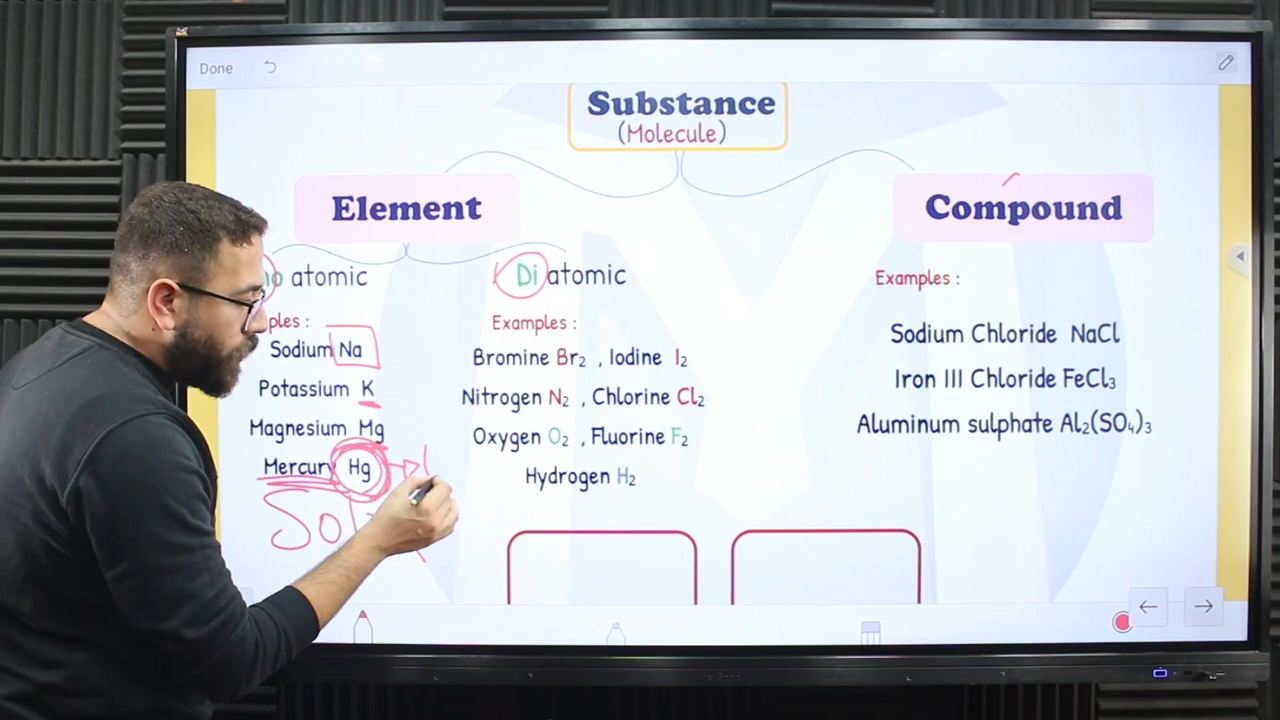 Done
Substance
(Molecule)
Element
Compound
atomic
Di atomic
Examples :
Sodium Na
Potassium K
Magnesium Mg
Mercury Hg
Examples :
Bromine Br₂ , Iodine I₂
Nitrogen N₂ , Chlorine Cl₂
Oxygen O₂ , Fluorine F₂
Hydrogen H₂
Sodium Chloride NaCl
Iron III Chloride FeCl₃
Aluminum sulphate Al₂(SO₄)₃